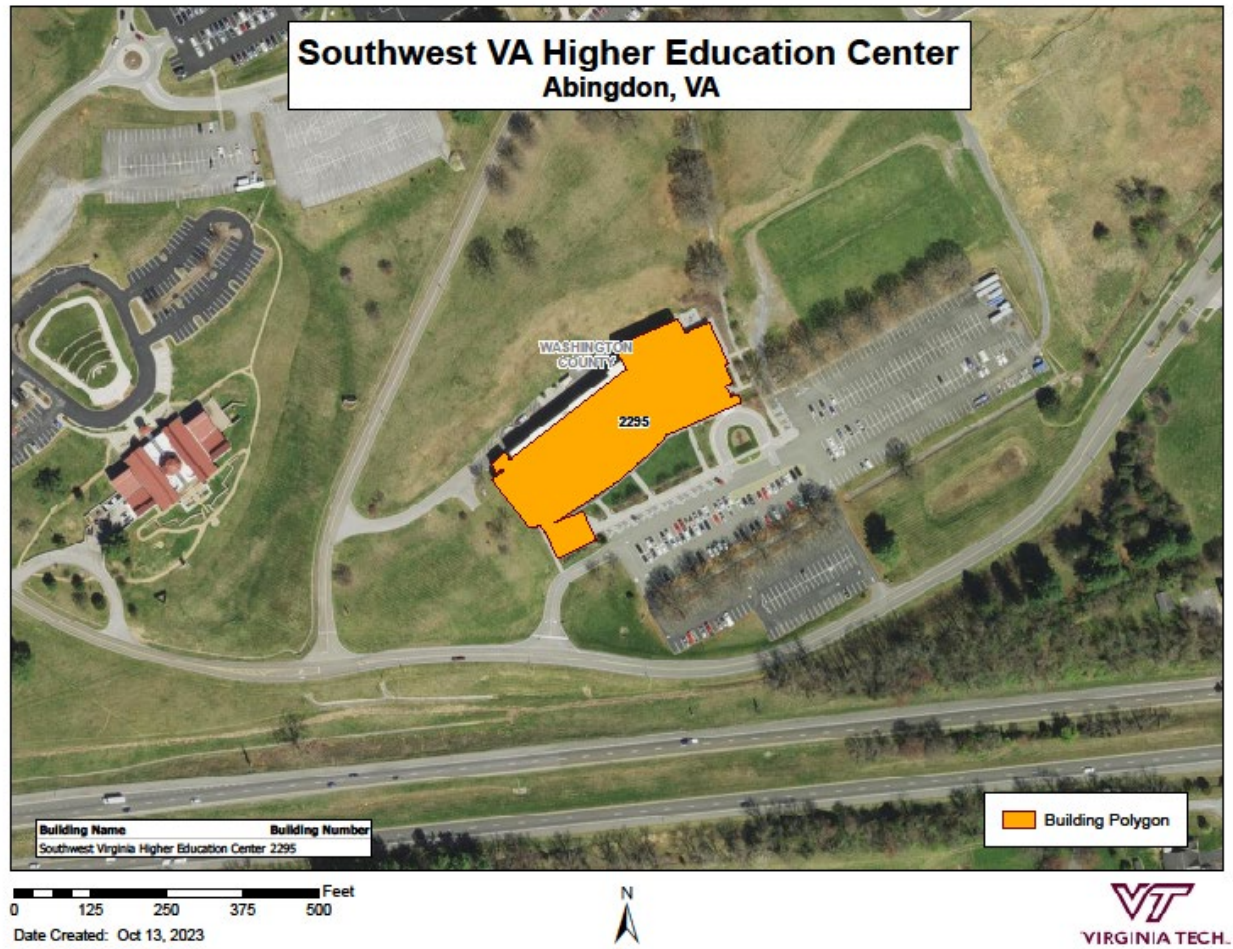 Southwest VA Higher Education Center
Abingdon, VA
WASHINGTON
COUNTY
2295
Building Polygon
Building Name Building Number
Southwest Virginia Higher Education Center 2295
Feet
0 125 250 375 500
N
Date Created: Oct 13, 2023
VT
VIRGINIA TECH.